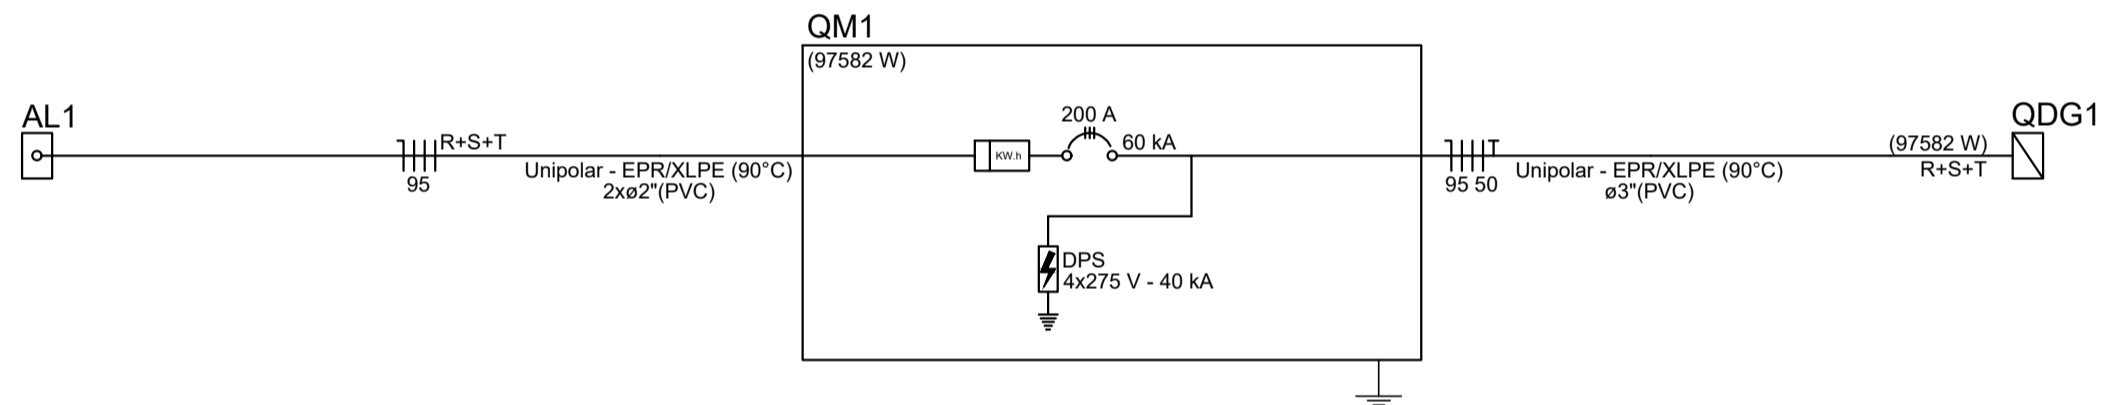 QM1
(97582 W)
AL1
R+S+T
95
Unipolar - EPR/XLPE (90°C)
2xø2"(PVC)
KW.h
200 A
60 kA
DPS
4x275 V - 40 kA
95 50
Unipolar - EPR/XLPE (90°C)
ø3"(PVC)
QDG1
(97582 W)
R+S+T